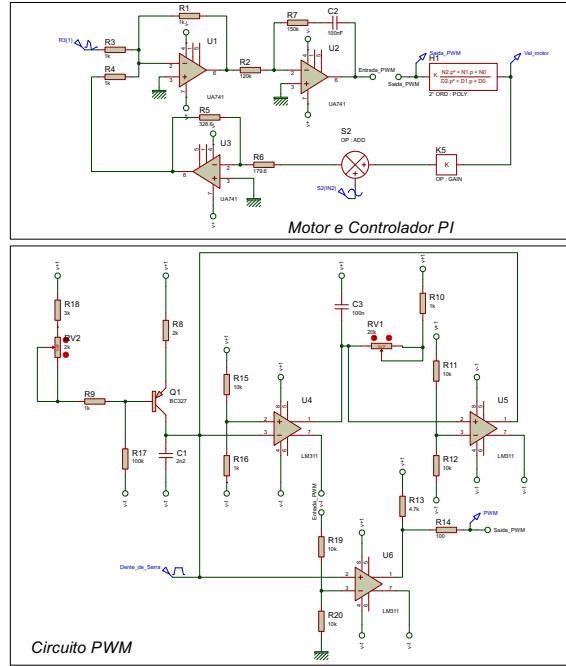 R1
1k
R3(1)
R3
1k
R4
1k
U1
UA741
R2
120k
R7
150k
C2
100nF
U2
UA741
Entrada_PWM
Saída_PWM
Saída_PWM
Vel_motor
H1
K
N2.p² + N1.p + N0
D2.p² + D1.p + D0
2° ORD : POLY
R5
328.6
U3
UA741
R6
179.6
S2
OP : ADD
S2(IN2)
K5
K
OP : GAIN
Motor e Controlador PI
R18
3k
RV2
2k
R8
2k
R9
1k
Q1
BC327
R17
100k
C1
2n2
R15
10k
R16
1k
U4
LM311
C3
100n
RV1
20k
R10
1k
R11
10k
R12
10k
U5
LM311
Entrada_PWM
R19
10k
R20
10k
Dente_de_Serra
U6
LM311
R13
4.7k
R14
100
PWM
Saída_PWM
Circuito PWM